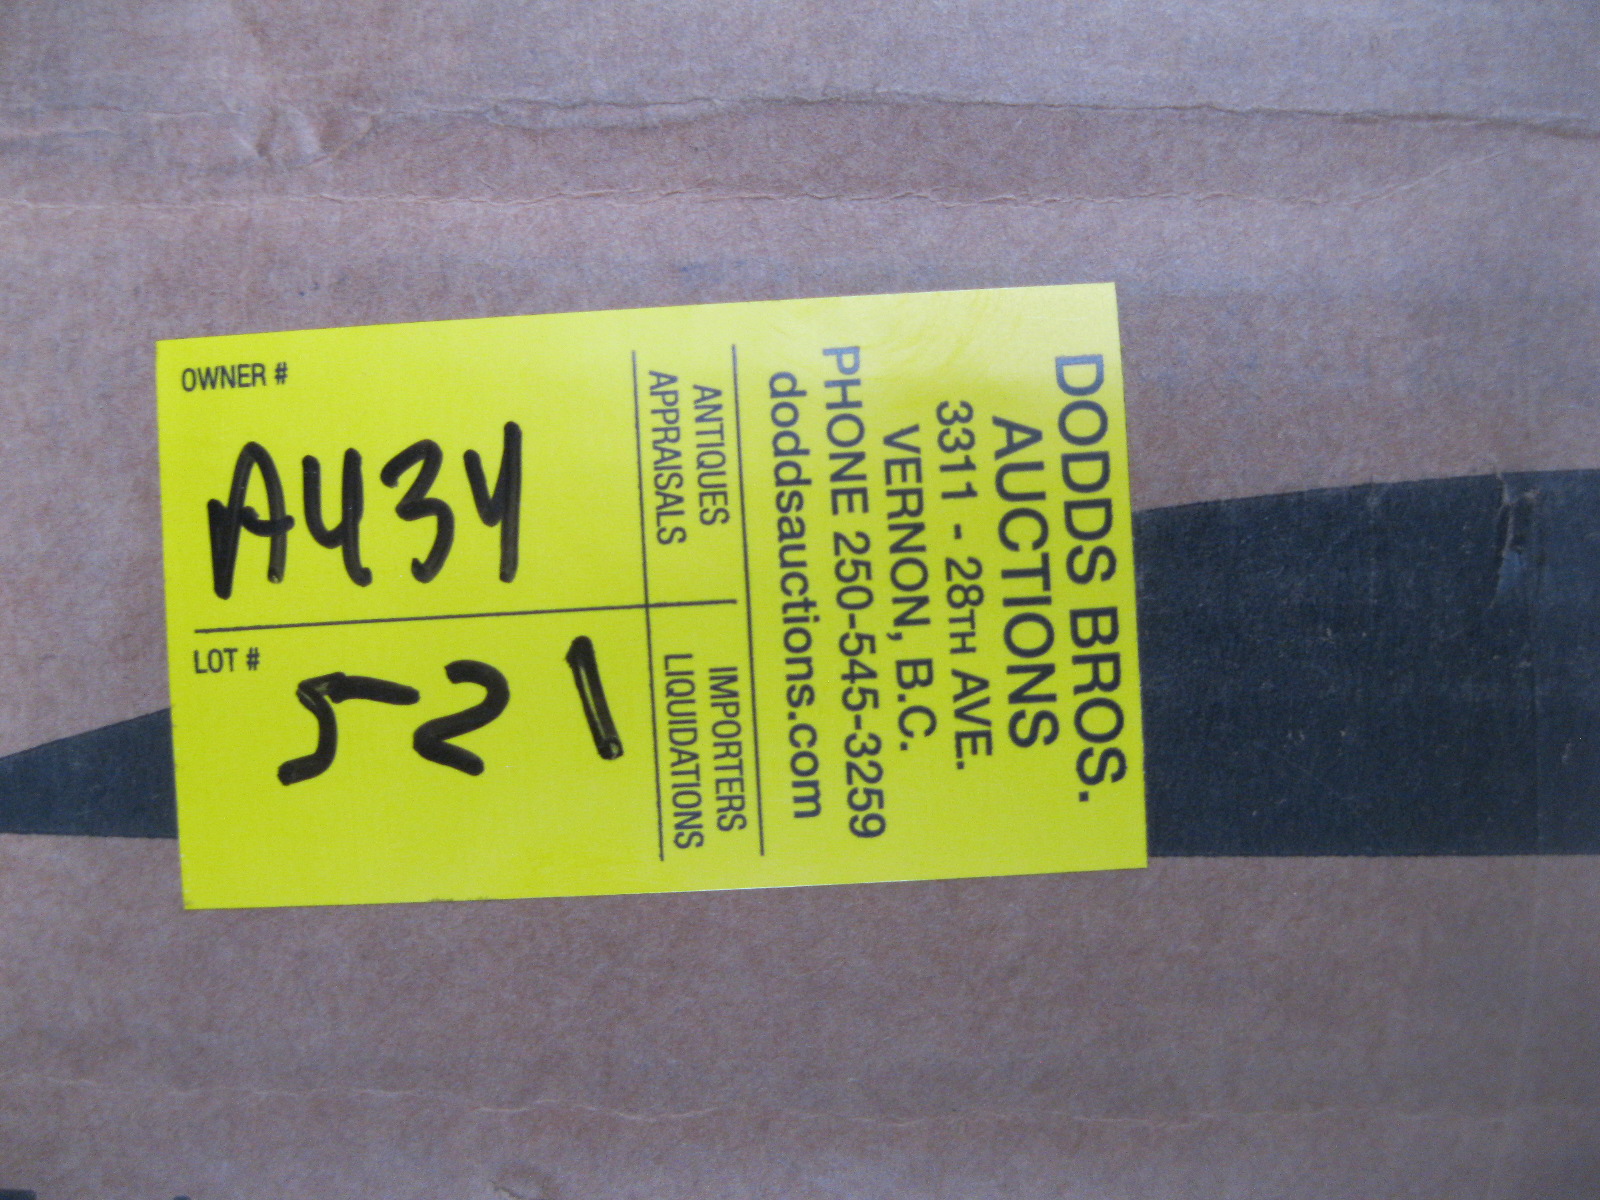 DODDS BROS.
AUCTIONS
3311 - 28TH AVE.
VERNON, B.C.
PHONE 250-545-3259
doddsauctions.com
ANTIQUES
APPRAISALS
IMPORTERS
LIQUIDATIONS
OWNER #
A434
LOT #
521